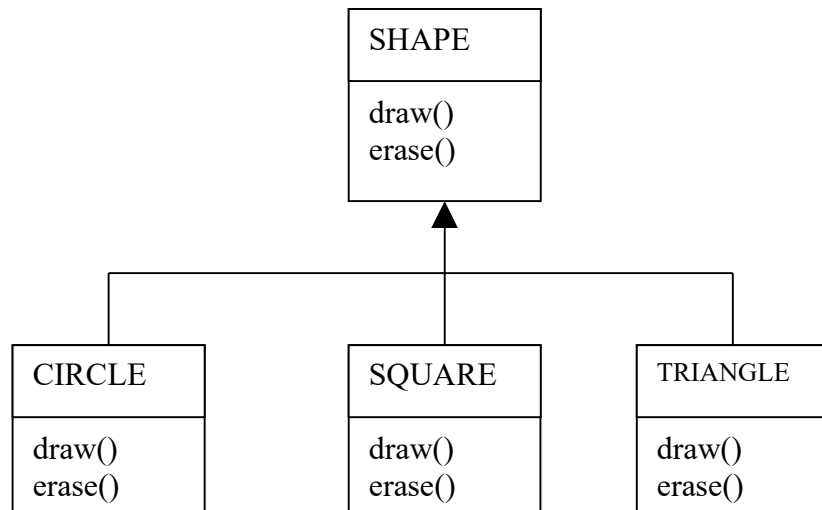 SHAPE
draw()
erase()
CIRCLE
draw()
erase()
SQUARE
draw()
erase()
TRIANGLE
draw()
erase()